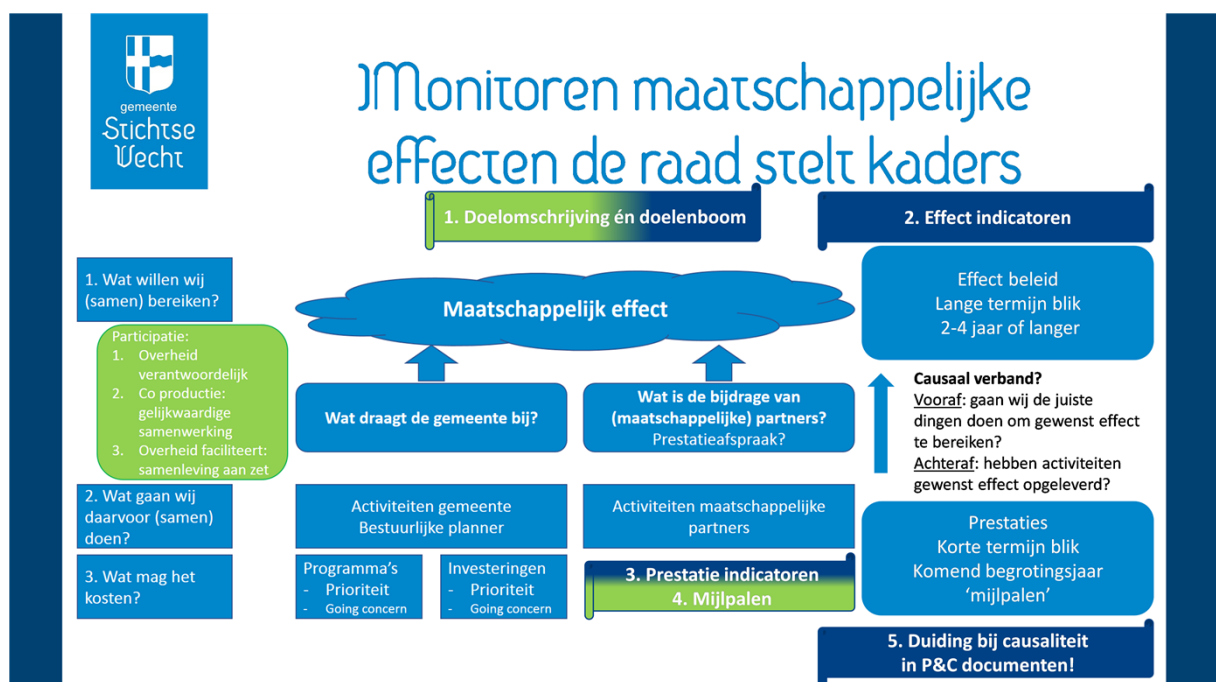 gemeente
Stichtse
Vecht
Monitoren maatschappelijke
effecten de raad stelt kaders
1. Doelomschrijving én doelenboom
2. Effect indicatoren
1. Wat willen wij
(samen) bereiken?
Maatschappelijk effect
Effect beleid
Lange termijn blik
2-4 jaar of langer
Participatie:
1. Overheid
verantwoordelijk
2. Co productie:
gelijkwaardige
samenwerking
3. Overheid faciliteert:
samenleving aan zet
Wat draagt de gemeente bij?
Wat is de bijdrage van
(maatschappelijke) partners?
Prestatieafspraak?
Causaal verband?
Vooraf: gaan wij de juiste
dingen doen om gewenst effect
te bereiken?
Achteraf: hebben activiteiten
gewenst effect opgeleverd?
2. Wat gaan wij
daarvoor (samen)
doen?
Activiteiten gemeente
Bestuurlijke planner
Activiteiten maatschappelijke
partners
Prestaties
Korte termijn blik
Komend begrotingsjaar
‘mijlpalen’
3. Wat mag het
kosten?
Programma’s
- Prioriteit
- Going concern
Investeringen
- Prioriteit
- Going concern
3. Prestatie indicatoren
4. Mijlpalen
5. Duiding bij causaliteit
in P&C documenten!